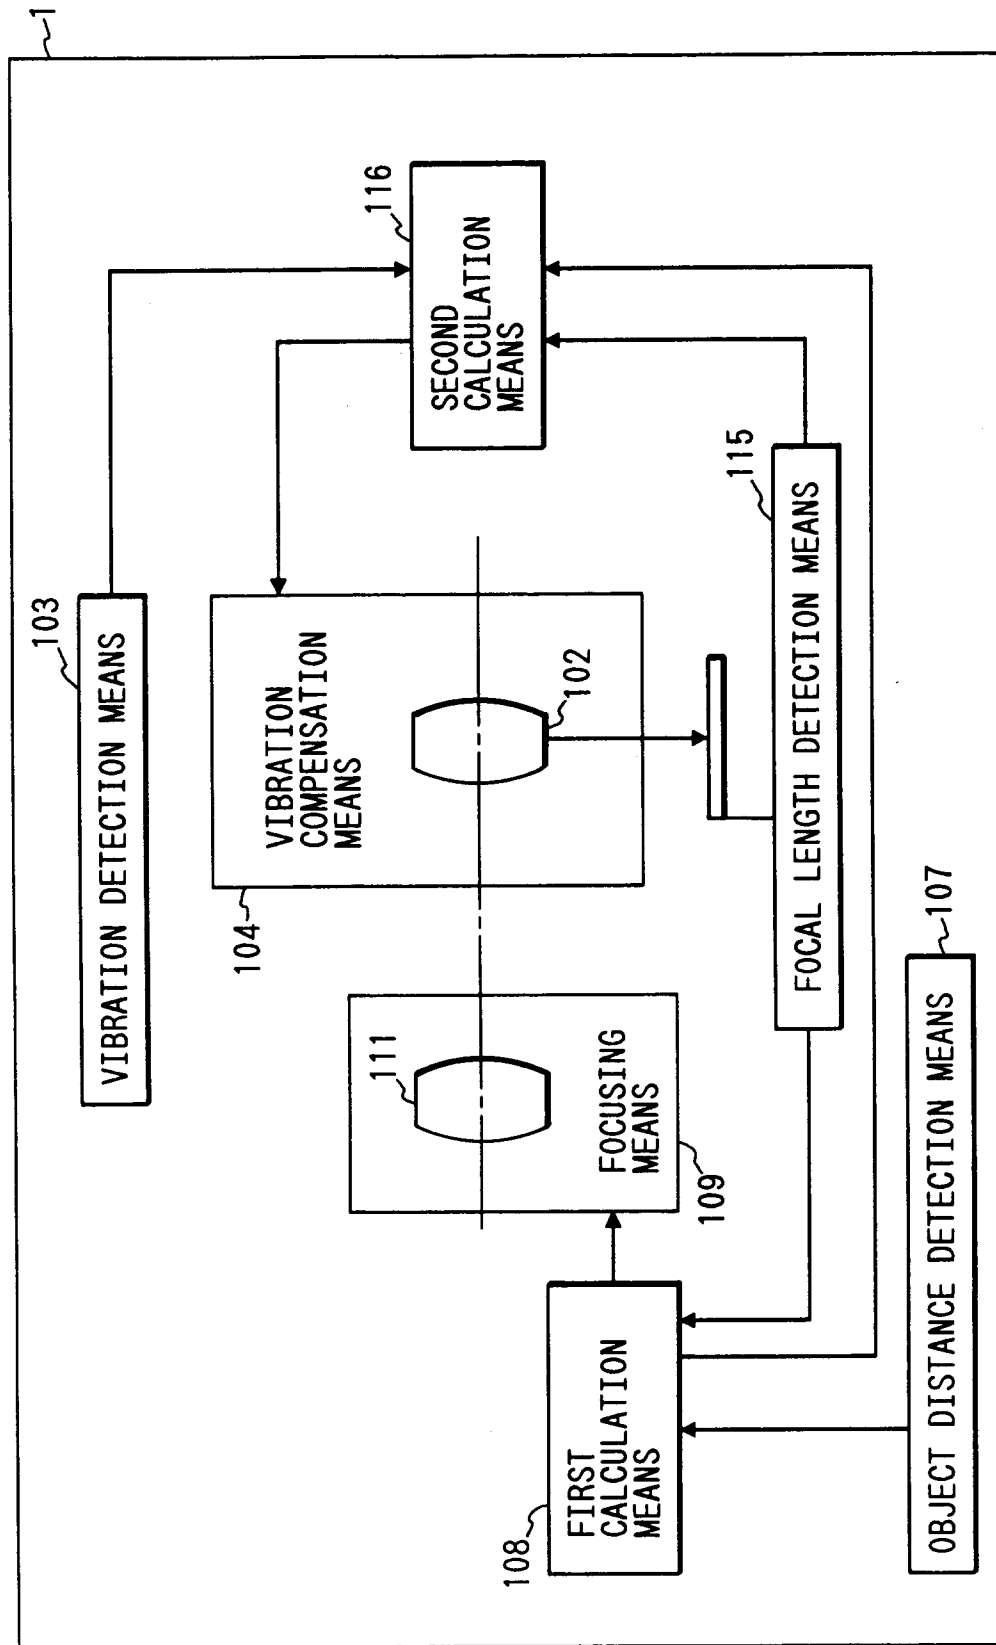 1
VIBRATION DETECTION MEANS
103
VIBRATION
COMPENSATION
MEANS
104
102
SECOND
CALCULATION
MEANS
116
111
FOCUSING
MEANS
109
FIRST
CALCULATION
MEANS
108
FOCAL LENGTH DETECTION MEANS
115
OBJECT DISTANCE DETECTION MEANS
107